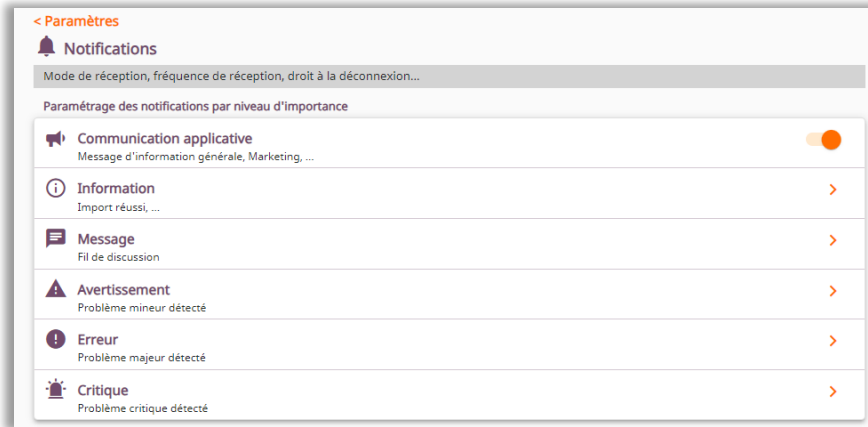 < Paramètres
Notifications
Mode de réception, fréquence de réception, droit à la déconnexion...
Paramétrage des notifications par niveau d'importance
Communication applicative
Message d'information générale, Marketing, ...
Information
Import réussi, ...
Message
Fil de discussion
Avertissement
Problème mineur détecté
Erreur
Problème majeur détecté
Critique
Problème critique détecté